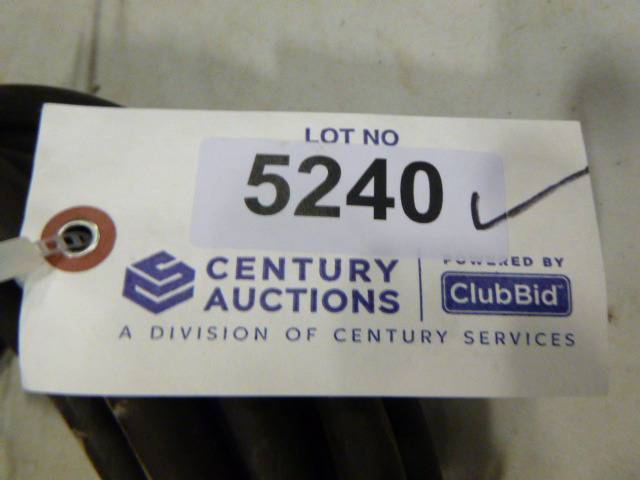 LOT NO
5240
CENTURY
AUCTIONS
POWERED BY
ClubBid
A DIVISION OF CENTURY SERVICES